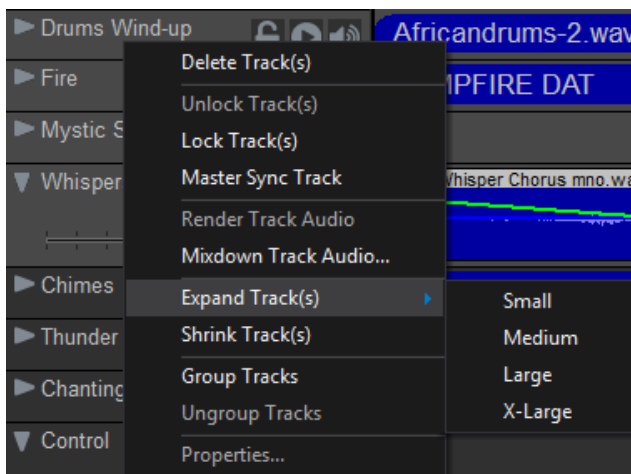 Drums Wind-up
Africandrums-2.wav
Delete Track(s)
Fire
MPFIRE DAT
Unlock Track(s)
Mystic S
Lock Track(s)
Whisper
Master Sync Track
Whisper Chorus mno.wa
Render Track Audio
Mixdown Track Audio...
Chimes
Expand Track(s)
Small
Thunder
Shrink Track(s)
Medium
Group Tracks
Large
Chanting
Ungroup Tracks
X-Large
Control
Properties...